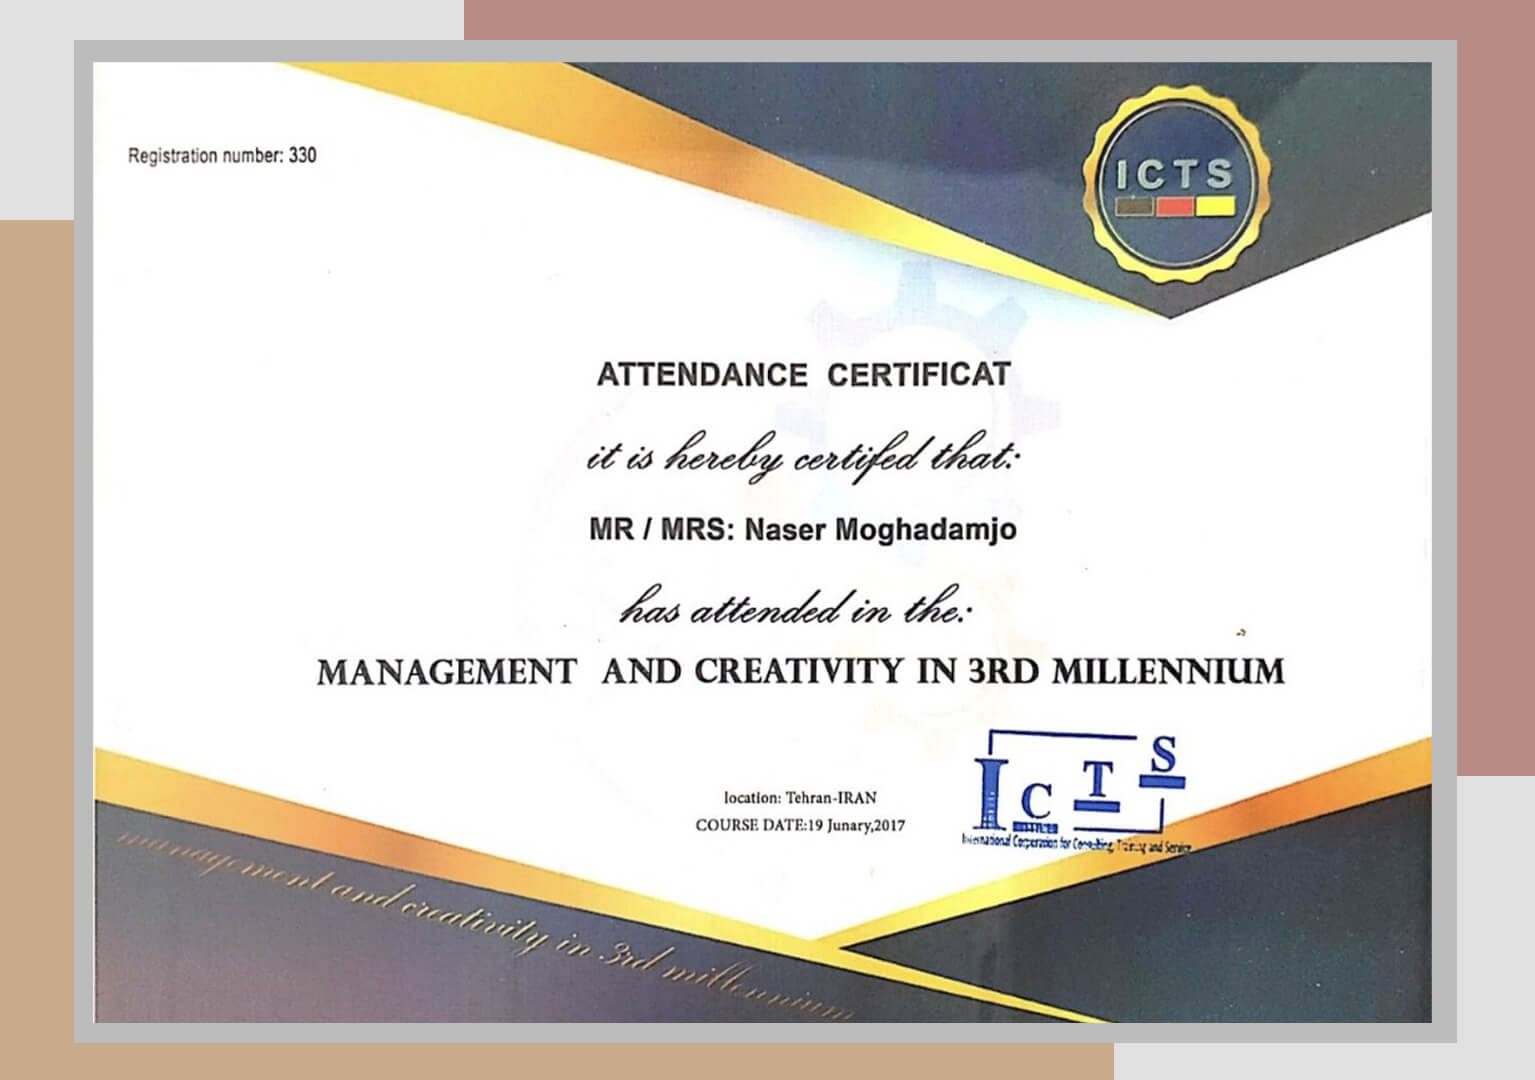 Registration number: 330
ICTS
ATTENDANCE CERTIFICAT
it is hereby certifed that:
MR / MRS: Naser Moghadamjo
has attended in the:
MANAGEMENT AND CREATIVITY IN 3RD MILLENNIUM
location: Tehran-IRAN
COURSE DATE:19 Junary,2017
I C T S
International Corporation for Consulting, Training and Service
management and creativity in 3rd millennium